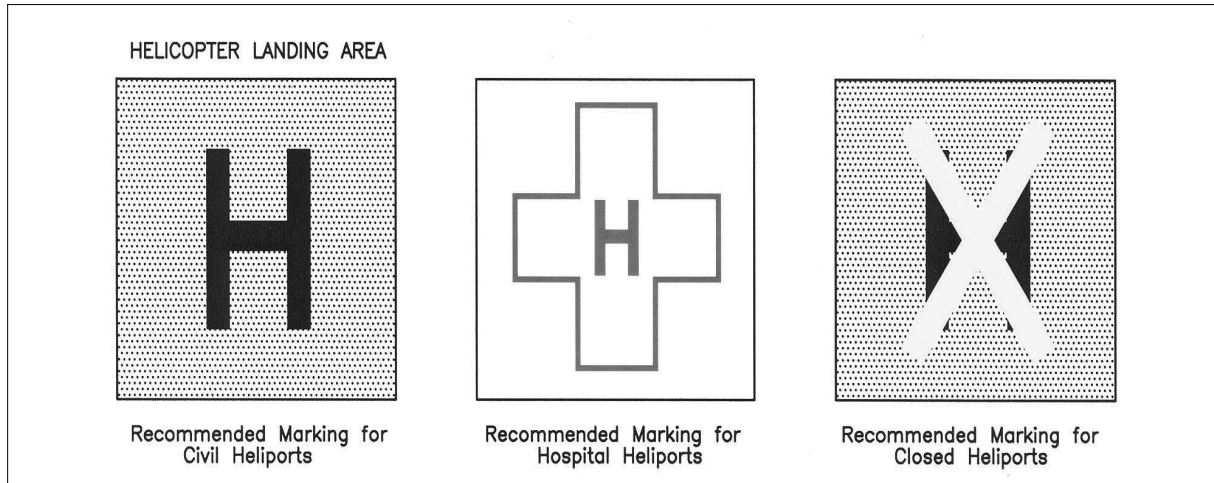 HELICOPTER LANDING AREA
H
H
X
Recommended Marking for
Civil Heliports
Recommended Marking for
Hospital Heliports
Recommended Marking for
Closed Heliports